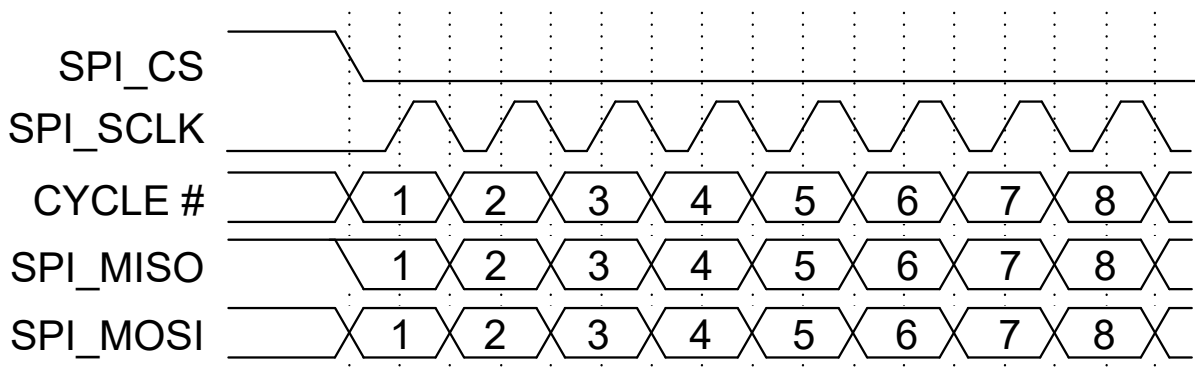 SPI_CS
SPI_SCLK
CYCLE # 1 2 3 4 5 6 7 8
SPI_MISO 1 2 3 4 5 6 7 8
SPI_MOSI 1 2 3 4 5 6 7 8